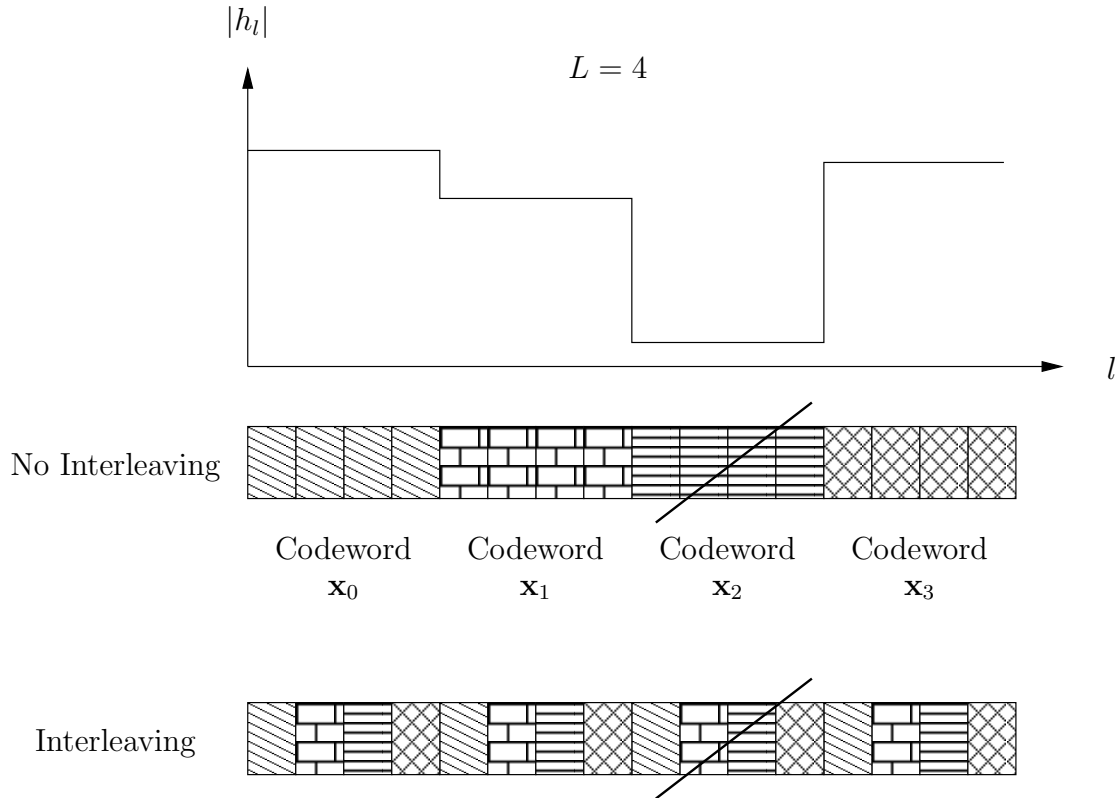 |h_l|
L = 4
l
No Interleaving
Codeword Codeword Codeword Codeword
x_0 x_1 x_2 x_3
Interleaving